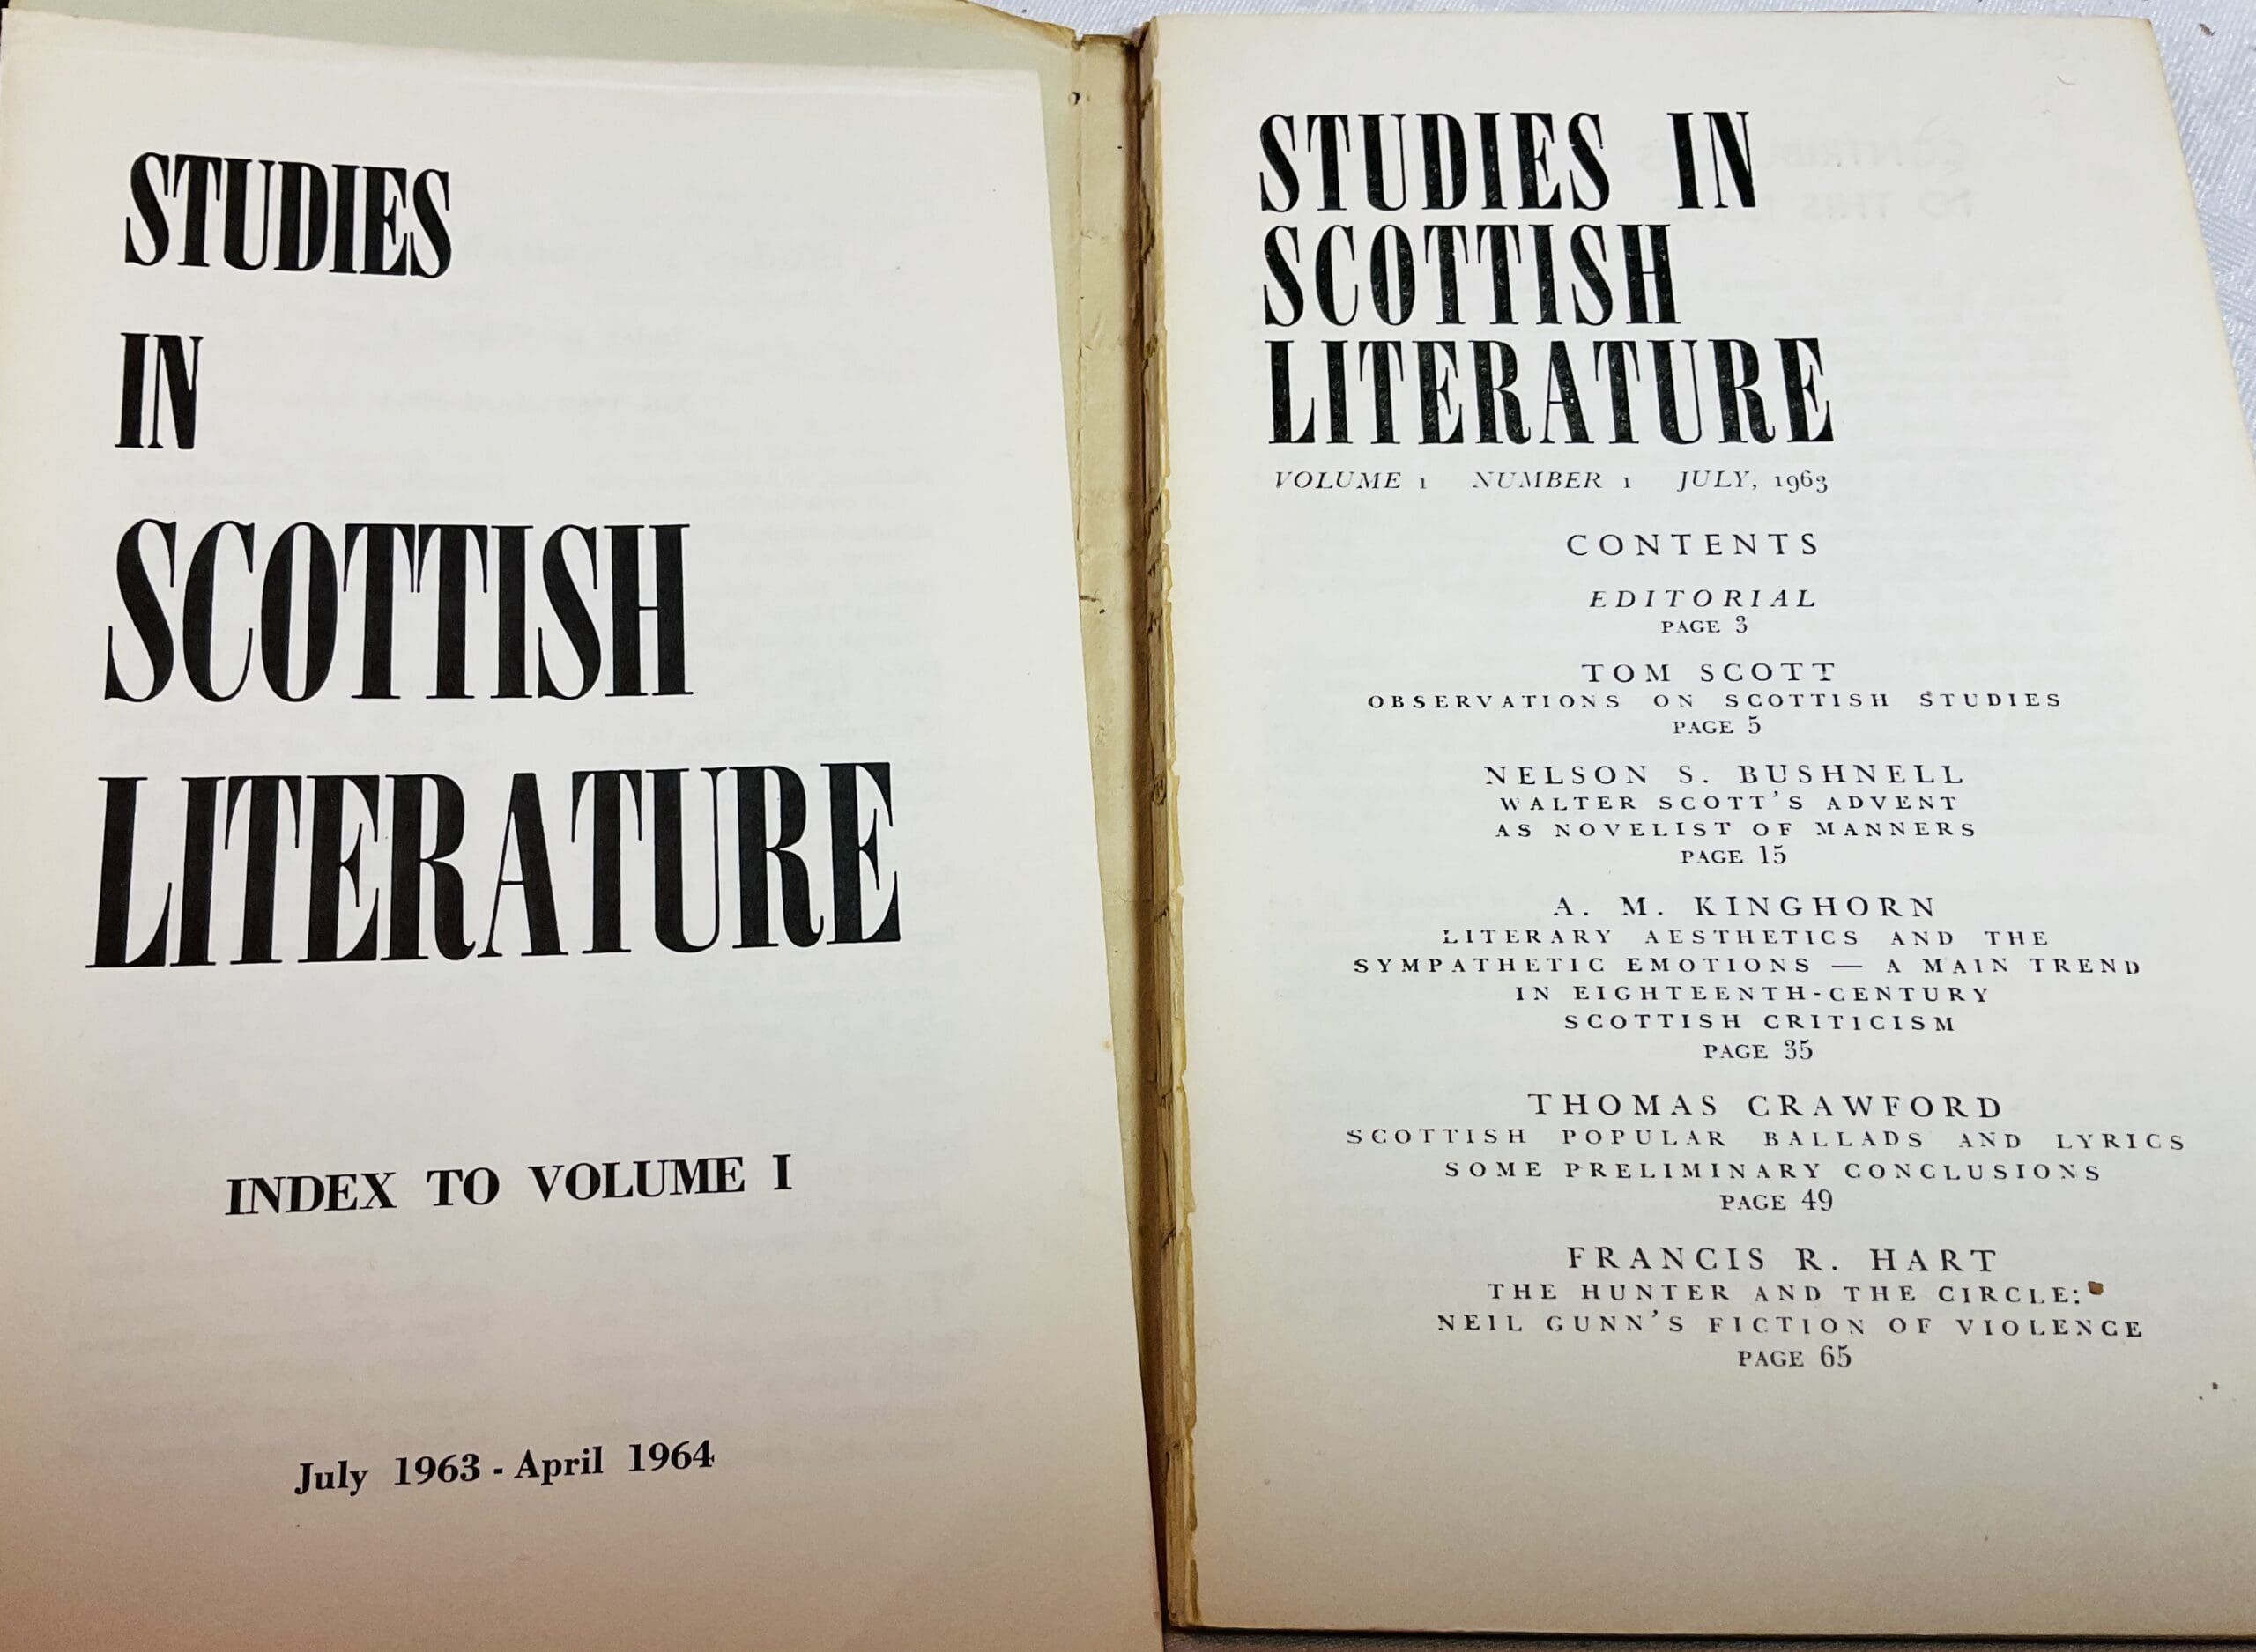 STUDIES
IN
SCOTTISH
LITERATURE
INDEX TO VOLUME I
July 1963 - April 1964
STUDIES IN
SCOTTISH
LITERATURE
VOLUME 1 NUMBER 1 JULY, 1963
CONTENTS
EDITORIAL
PAGE 3
TOM SCOTT
OBSERVATIONS ON SCOTTISH STUDIES
PAGE 5
NELSON S. BUSHNELL
WALTER SCOTT'S ADVENT
AS NOVELIST OF MANNERS
PAGE 15
A. M. KINGHORN
LITERARY AESTHETICS AND THE
SYMPATHETIC EMOTIONS — A MAIN TREND
IN EIGHTEENTH-CENTURY
SCOTTISH CRITICISM
PAGE 35
THOMAS CRAWFORD
SCOTTISH POPULAR BALLADS AND LYRICS
SOME PRELIMINARY CONCLUSIONS
PAGE 49
FRANCIS R. HART
THE HUNTER AND THE CIRCLE:
NEIL GUNN'S FICTION OF VIOLENCE
PAGE 65